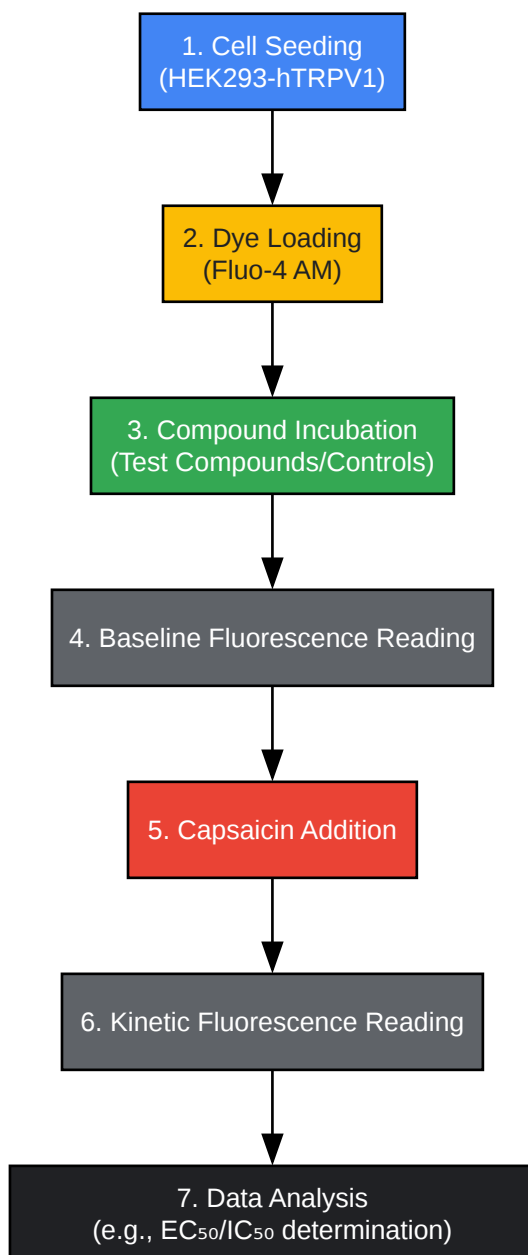 1. Cell Seeding
(HEK293-hTRPV1)
2. Dye Loading
(Fluo-4 AM)
3. Compound Incubation
(Test Compounds/Controls)
4. Baseline Fluorescence Reading
5. Capsaicin Addition
6. Kinetic Fluorescence Reading
7. Data Analysis
(e.g., EC₅₀/IC₅₀ determination)